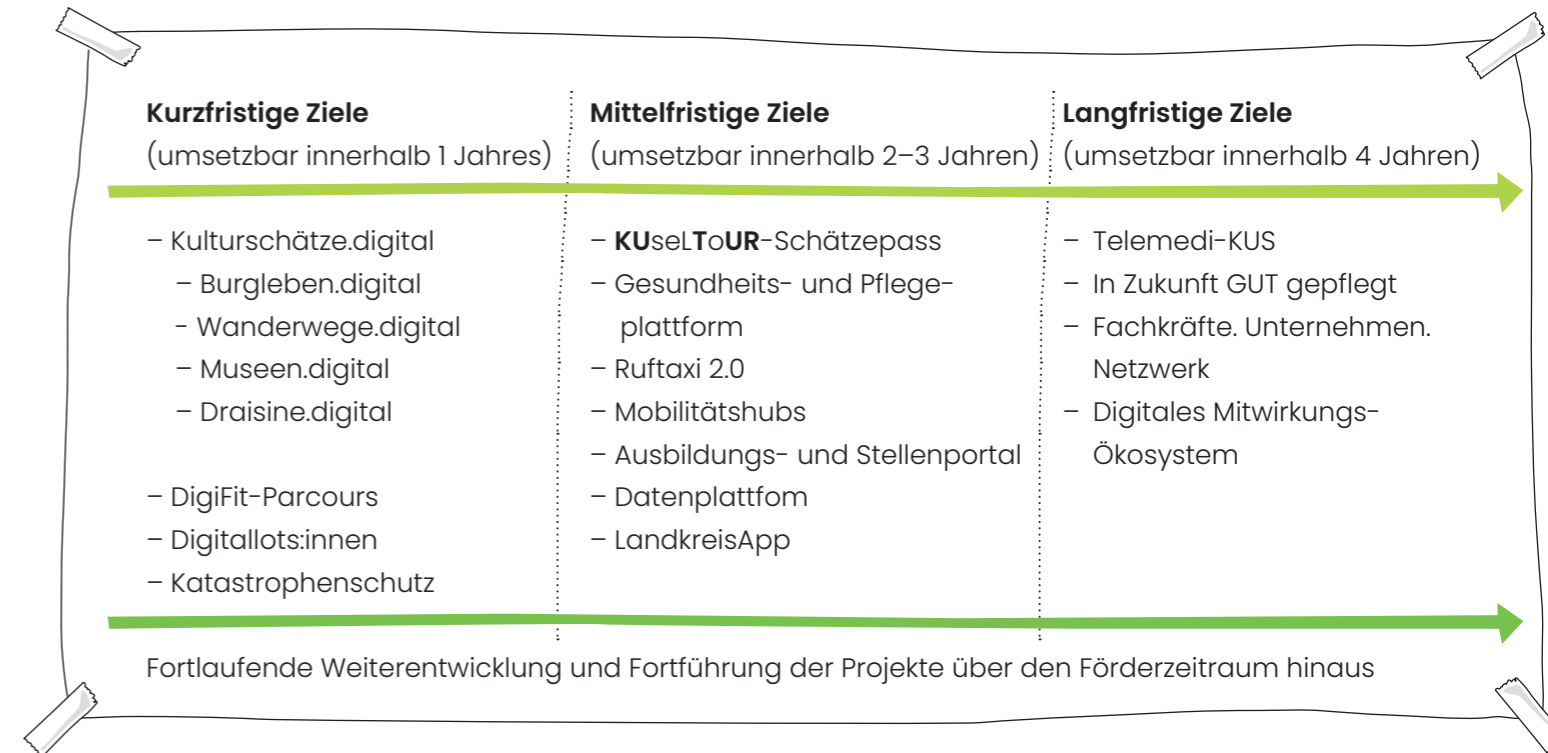 Kurzfristige Ziele
(umsetzbar innerhalb 1 Jahres)
– Kulturschätze.digital
– Burgleben.digital
- Wanderwege.digital
– Museen.digital
– Draisine.digital
– DigiFit-Parcours
– Digitallots:innen
– Katastrophenschutz
Mittelfristige Ziele
(umsetzbar innerhalb 2–3 Jahren)
– KUseLToUR-Schätzepass
– Gesundheits- und Pflege-
plattform
– Ruftaxi 2.0
– Mobilitätshubs
– Ausbildungs- und Stellenportal
– Datenplattfom
– LandkreisApp
Langfristige Ziele
(umsetzbar innerhalb 4 Jahren)
– Telemedi-KUS
– In Zukunft GUT gepflegt
– Fachkräfte. Unternehmen.
Netzwerk
– Digitales Mitwirkungs-
Ökosystem
Fortlaufende Weiterentwicklung und Fortführung der Projekte über den Förderzeitraum hinaus